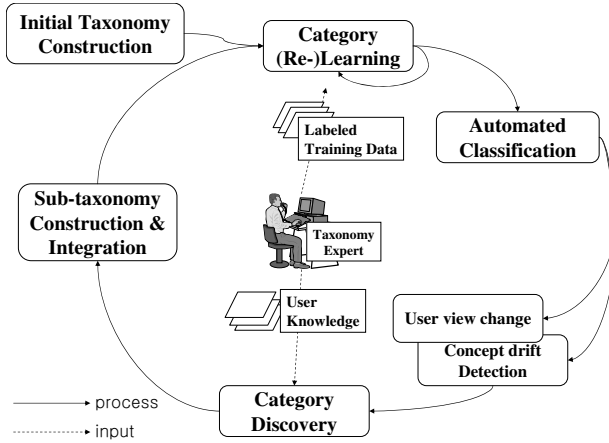 Initial Taxonomy
Construction
Category
(Re-)Learning
Automated
Classification
Labeled
Training Data
Sub-taxonomy
Construction &
Integration
Taxonomy
Expert
User
Knowledge
User view change
Concept drift
Detection
Category
Discovery
process
input